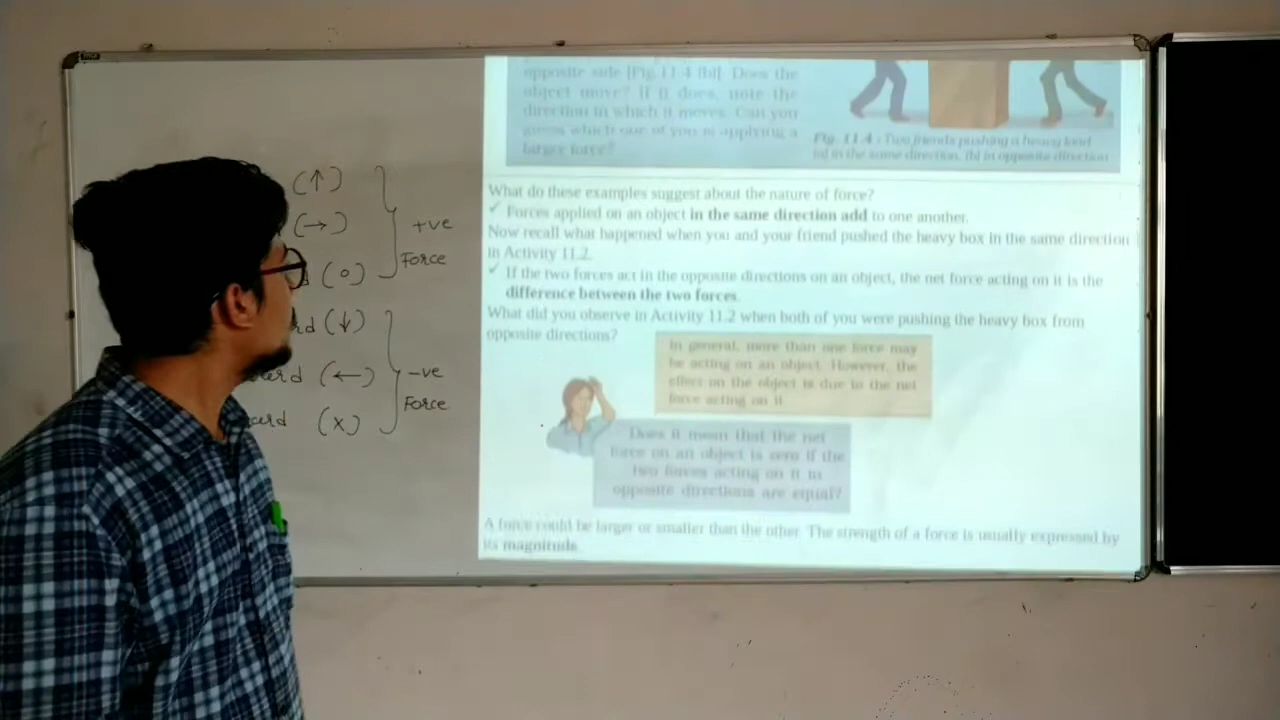 (↑)
(→)
(o)
rd (↓)
ard (←)
ard (x)
+ve
Force
-ve
Force
opposite side [Fig. 11.4 (b)]. Does the
object move? If it does, note the
direction in which it moves. Can you
guess which one of you is applying a
larger force?
Fig. 11.4 : Two friends pushing a heavy load
(a) in the same direction, (b) in opposite direction
What do these examples suggest about the nature of force?
✓ Forces applied on an object in the same direction add to one another.
Now recall what happened when you and your friend pushed the heavy box in the same direction
in Activity 11.2.
✓ If the two forces act in the opposite directions on an object, the net force acting on it is the
difference between the two forces.
What did you observe in Activity 11.2 when both of you were pushing the heavy box from
opposite directions?
In general, more than one force may
be acting on an object. However, the
effect on the object is due to the net
force acting on it.
Does it mean that the net
force on an object is zero if the
two forces acting on it in
opposite directions are equal?
A force could be larger or smaller than the other. The strength of a force is usually expressed by
its magnitude.